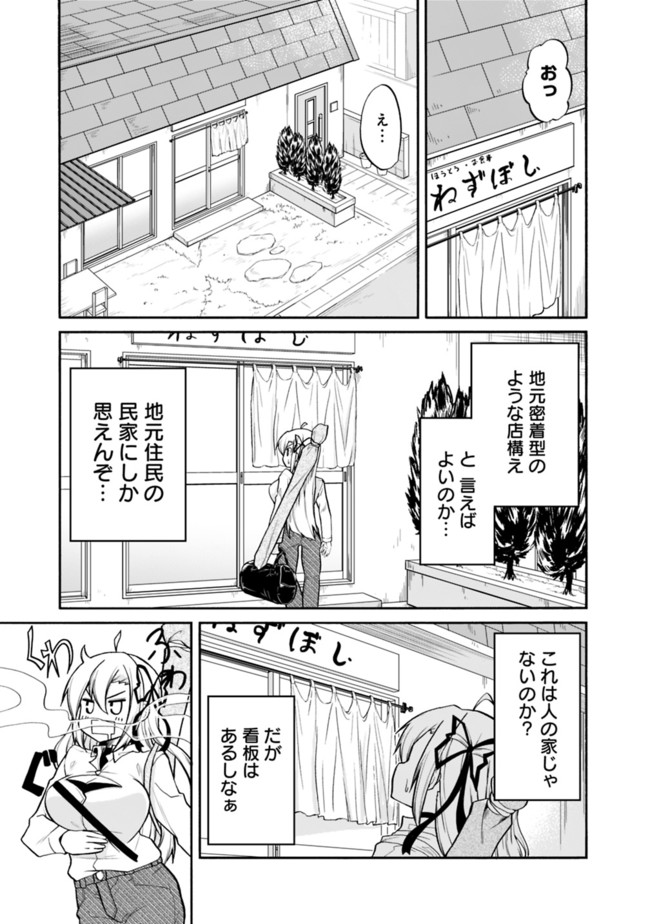 おっ
ほうとう・お食事
ねずぼし
え…
地元密着型の
ような店構え
と 言えば
よいのか…
ねずぼし
地元住民の
民家にしか
思えんぞ…
これは人の家じゃ
ないのか?
ねずぼし
だが
看板は
あるしなぁ
ふわ